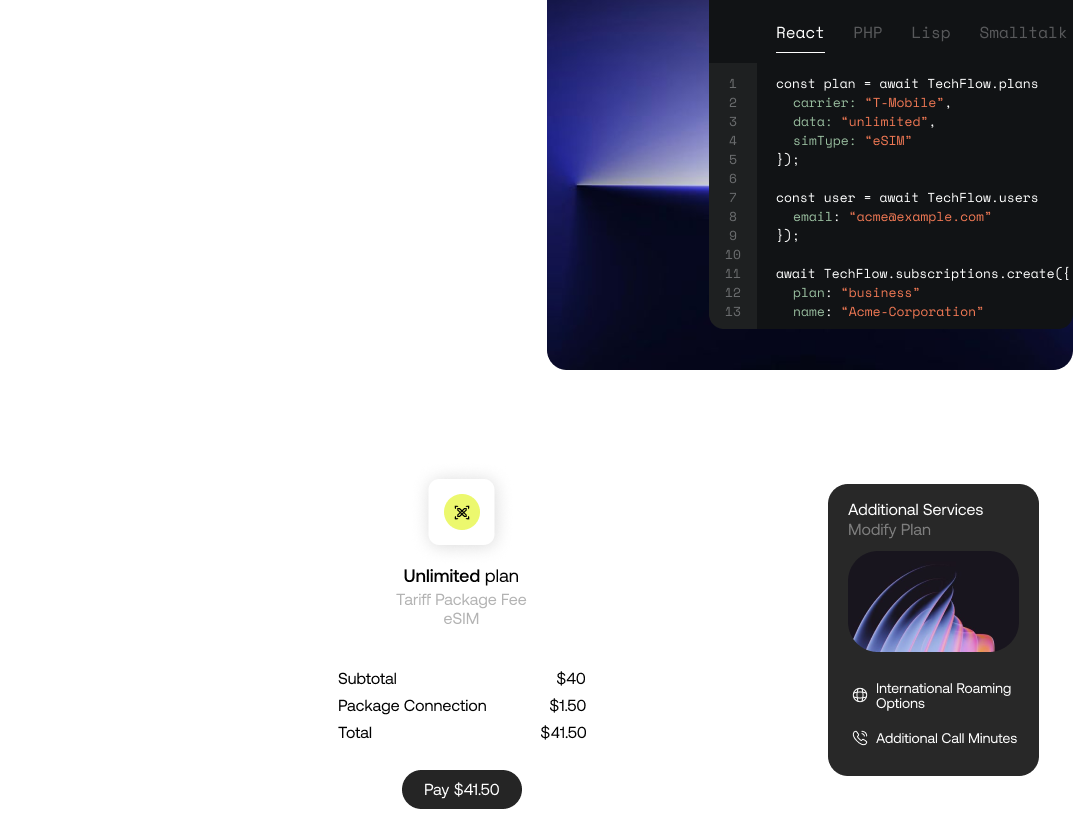 React PHP Lisp Smalltalk
1 const plan = await TechFlow.plans
2 carrier: “T-Mobile”,
3 data: “unlimited”,
4 simType: “eSIM”
5 });
6
7 const user = await TechFlow.users
8 email: “acme@example.com”
9 });
10
11 await TechFlow.subscriptions.create({
12 plan: “business”
13 name: “Acme-Corporation”
Unlimited plan
Tariff Package Fee
eSIM
Subtotal $40
Package Connection $1.50
Total $41.50
Pay $41.50
Additional Services
Modify Plan
International Roaming
Options
Additional Call Minutes